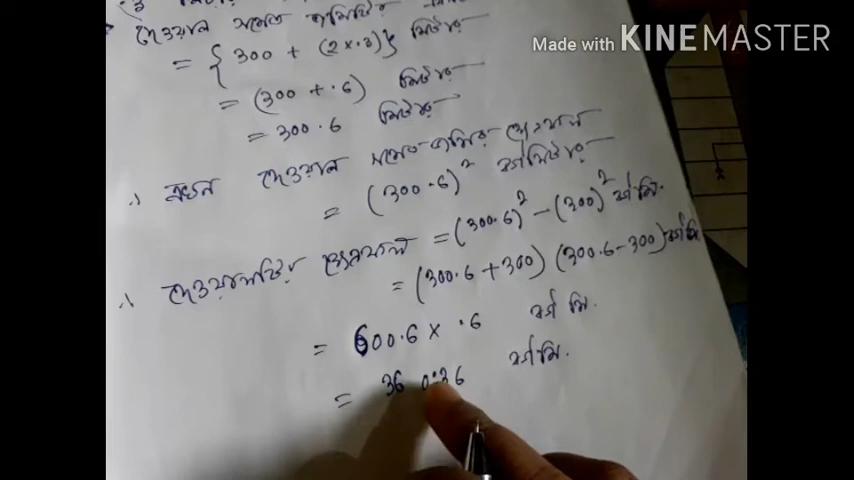 Made with KINEMASTER
দেওয়াল সমেত জমিটির
= { 300 + (2×.3)} মিটার
= (300 + .6) মিটার
= 300.6 মিটার
∴ এখন দেওয়াল সমেত জমির ক্ষেত্রফল
= (300.6)² বর্গমিটার
∴ দেওয়ালটির ক্ষেত্রফল = (300.6)² – (300)² বর্গমি.
= (300.6+300) (300.6-300) বর্গমি
= 600.6 × .6 বর্গমি.
= 360.36 বর্গমি.